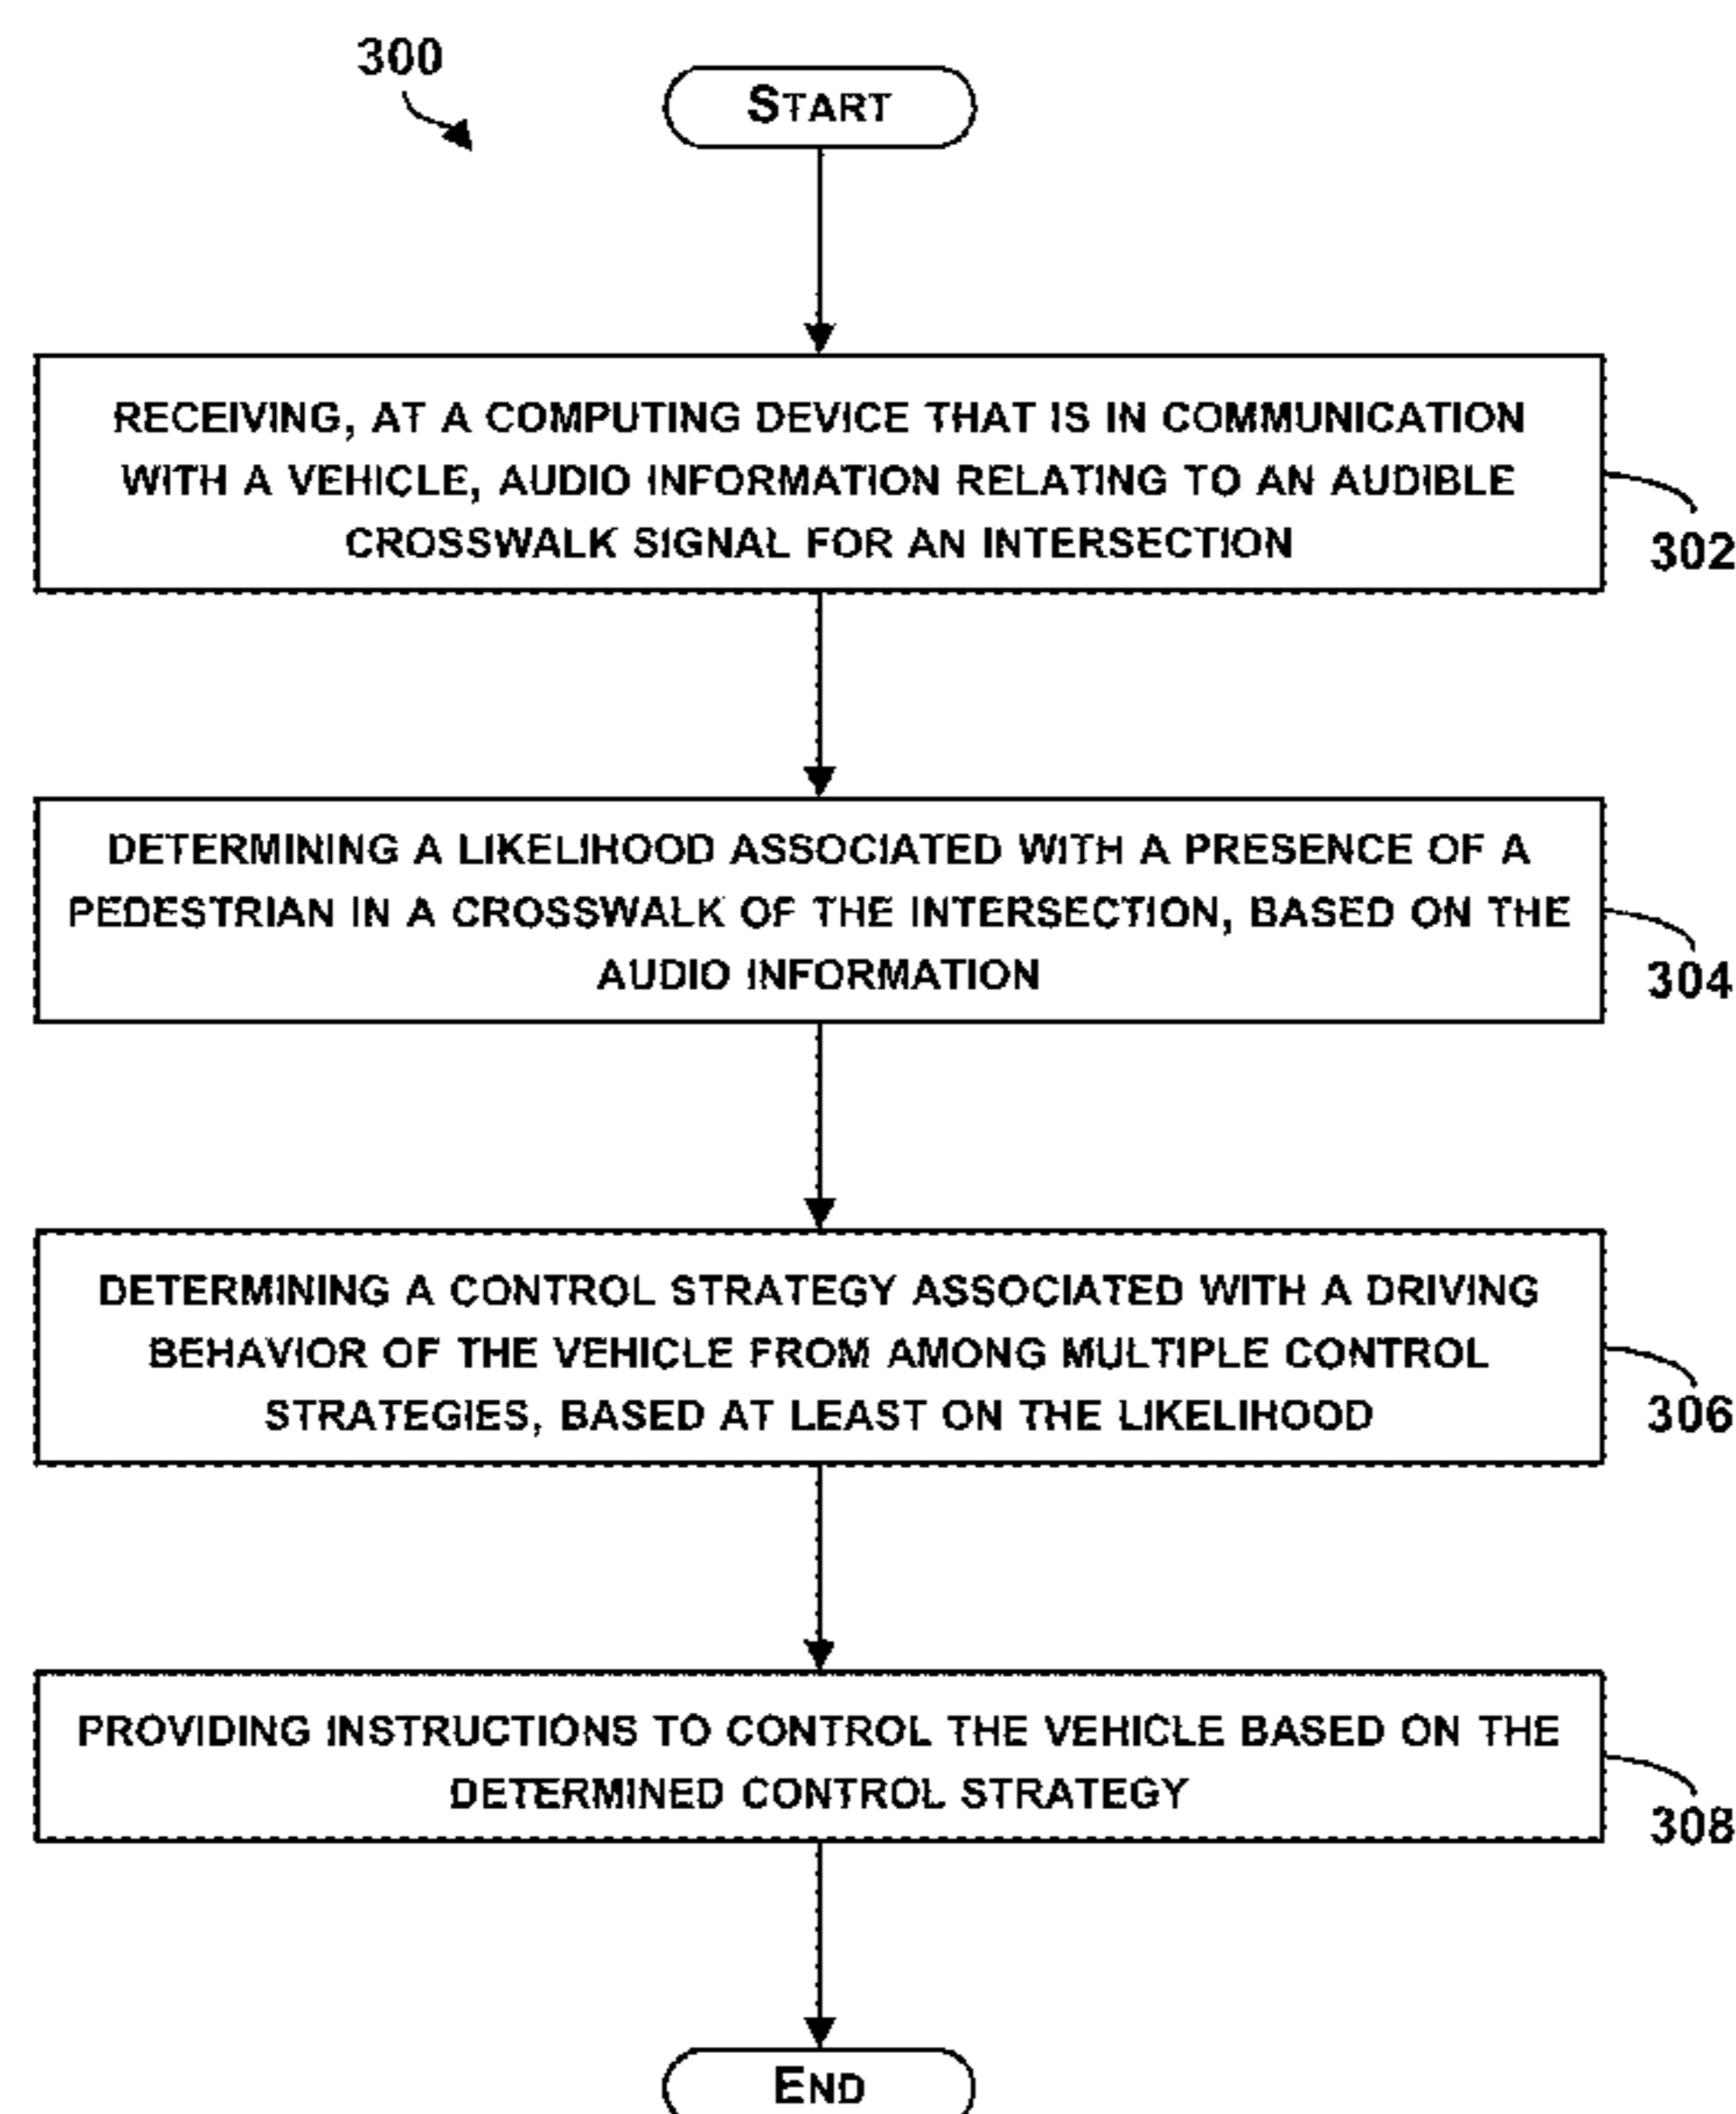 300
START
RECEIVING, AT A COMPUTING DEVICE THAT IS IN COMMUNICATION
WITH A VEHICLE, AUDIO INFORMATION RELATING TO AN AUDIBLE
CROSSWALK SIGNAL FOR AN INTERSECTION
302
DETERMINING A LIKELIHOOD ASSOCIATED WITH A PRESENCE OF A
PEDESTRIAN IN A CROSSWALK OF THE INTERSECTION, BASED ON THE
AUDIO INFORMATION
304
DETERMINING A CONTROL STRATEGY ASSOCIATED WITH A DRIVING
BEHAVIOR OF THE VEHICLE FROM AMONG MULTIPLE CONTROL
STRATEGIES, BASED AT LEAST ON THE LIKELIHOOD
306
PROVIDING INSTRUCTIONS TO CONTROL THE VEHICLE BASED ON THE
DETERMINED CONTROL STRATEGY
308
END